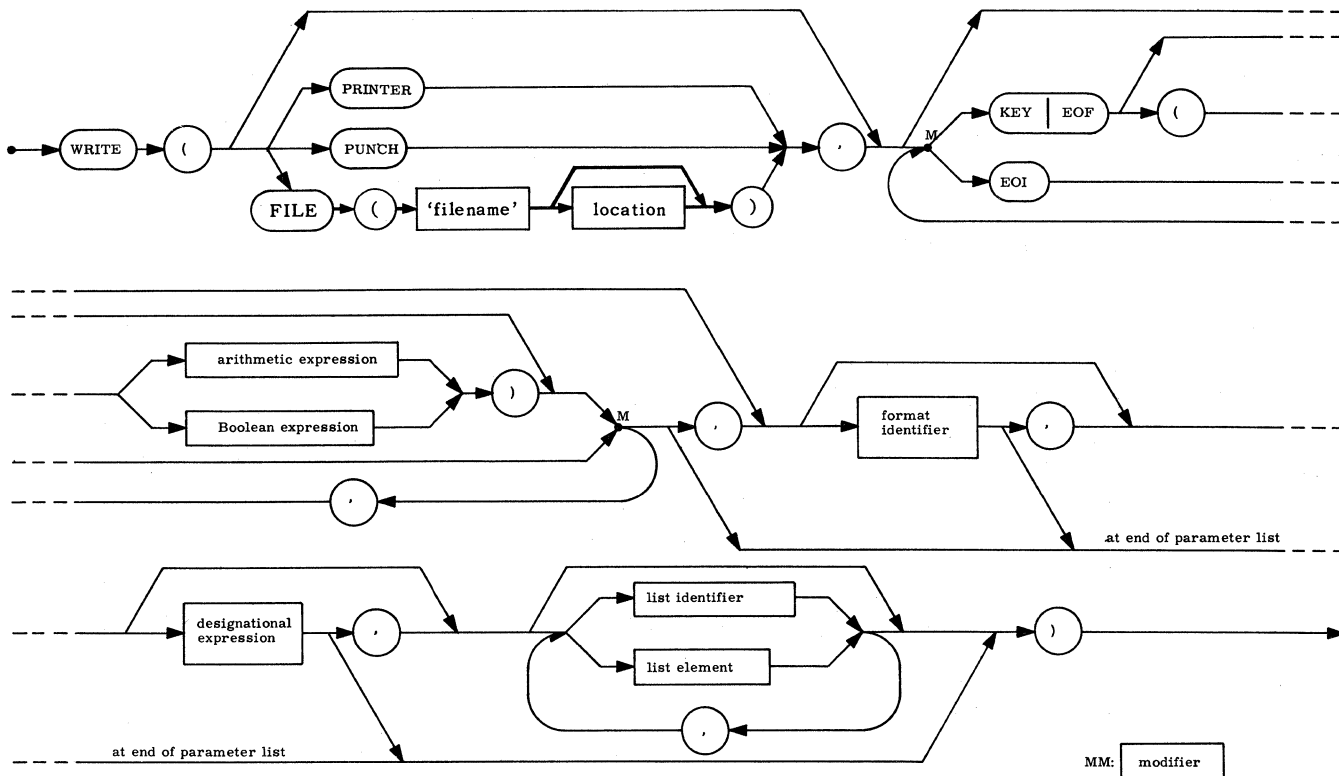 PRINTER
KEY | EOF
(
WRITE
(
PUNCH
,
M
EOI
FILE
(
'filename'
location
)
arithmetic expression
)
Boolean expression
M
,
format
identifier
,
,
at end of parameter list
designational
expression
,
list identifier
)
list element
,
at end of parameter list
MM:
modifier